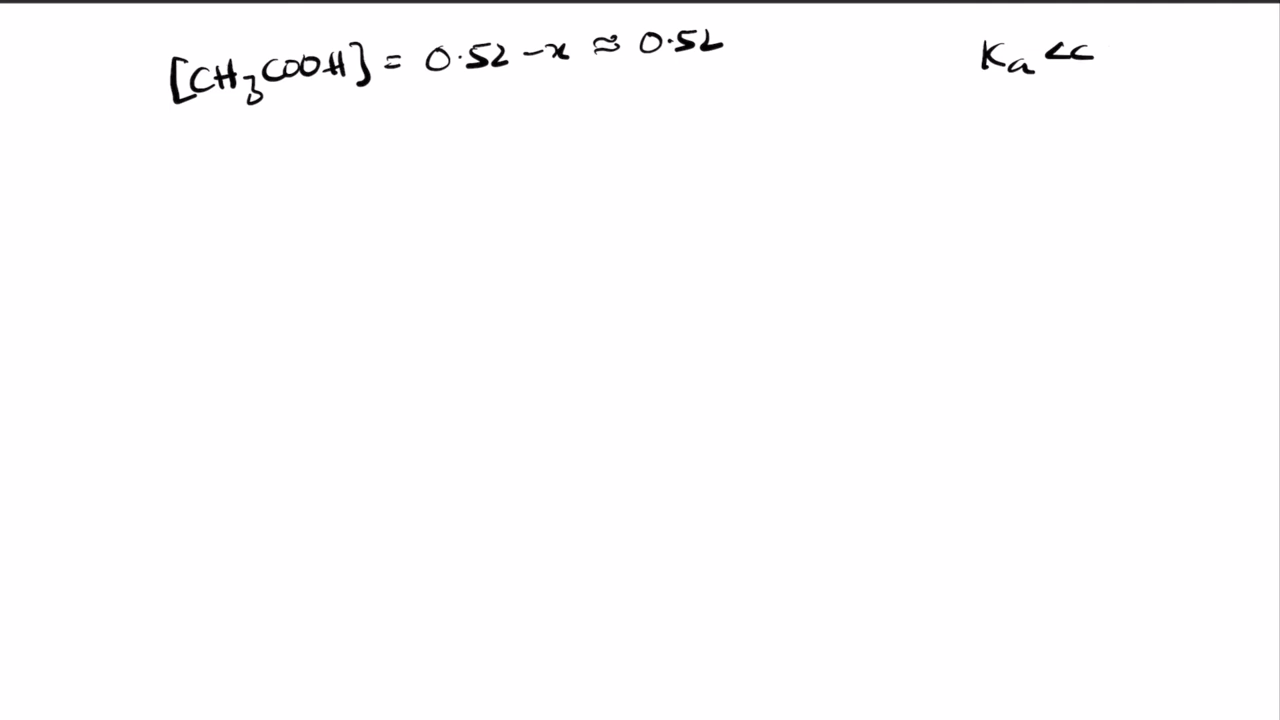 [CH₃COOH] = 0.52 - x ≈ 0.52
Kₐ <<